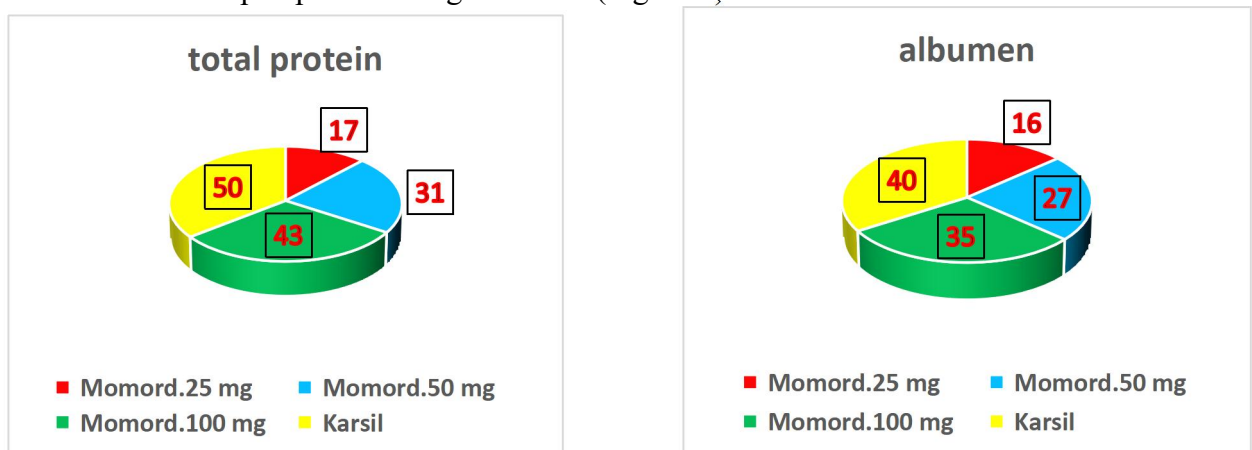 total protein
17
50
31
43
Momord.25 mg Momord.50 mg
Momord.100 mg Karsil
albumen
16
40
27
35
Momord.25 mg Momord.50 mg
Momord.100 mg Karsil